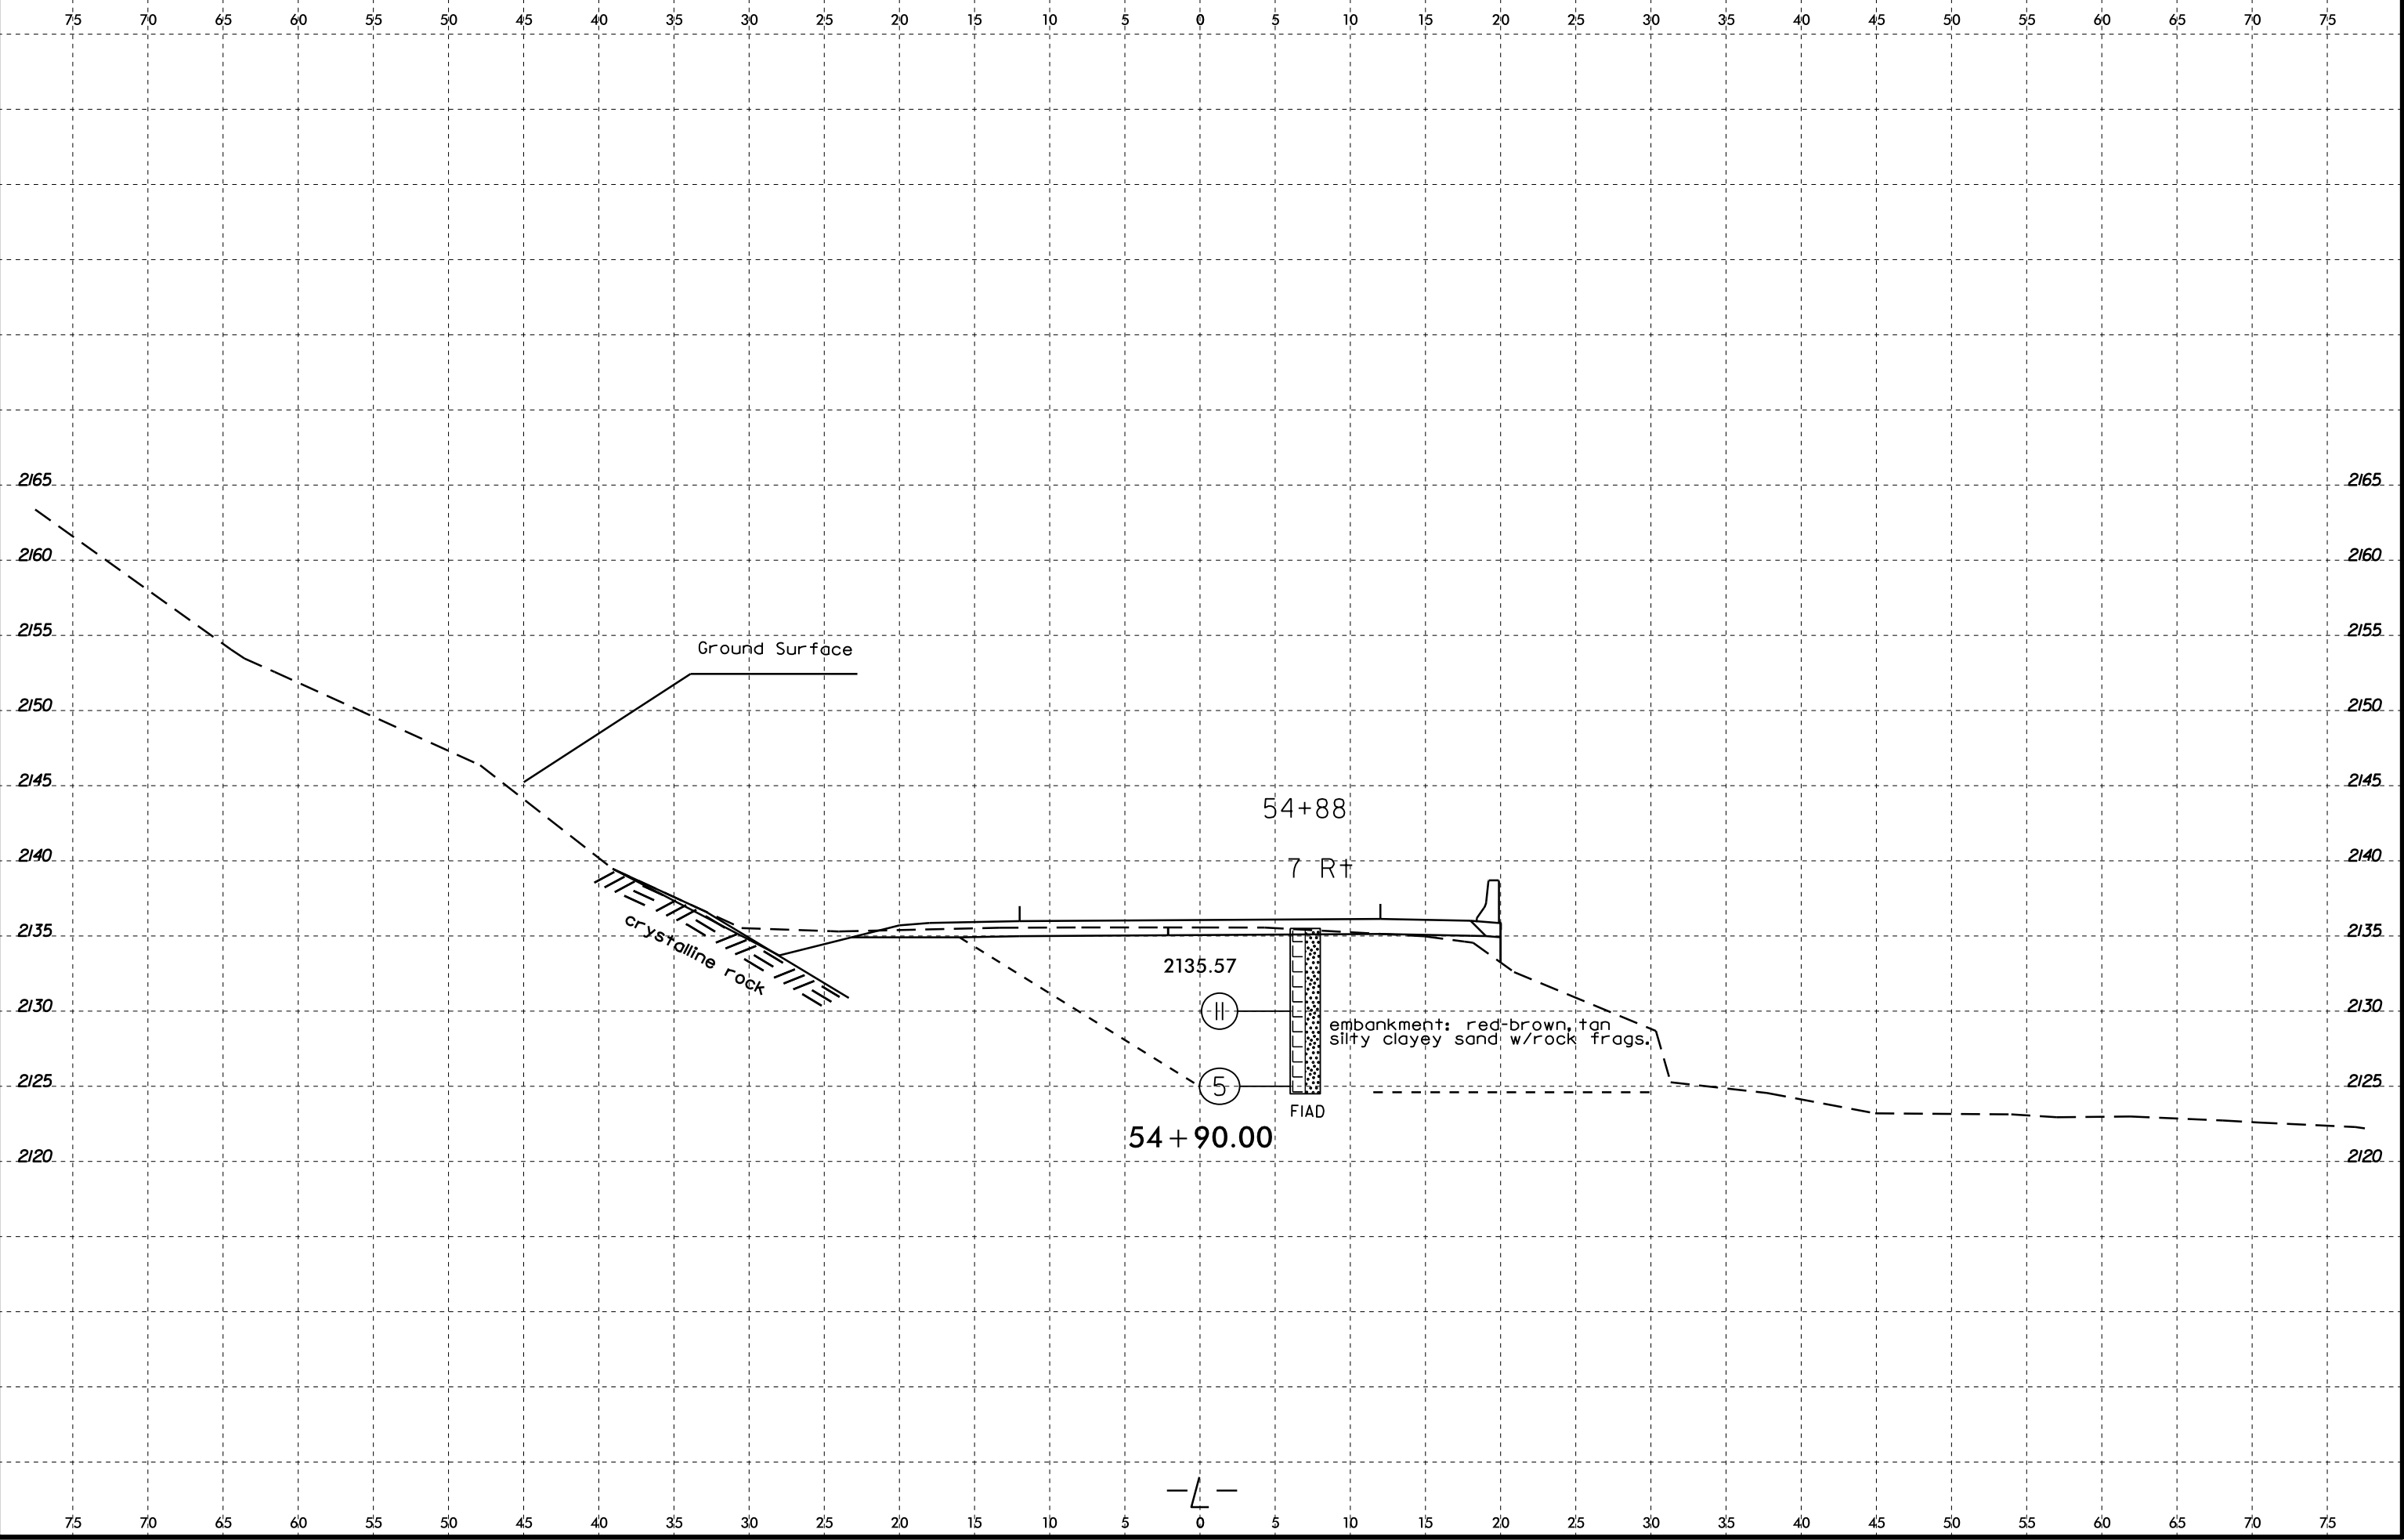 75 70 65 60 55 50 45 40 35 30 25 20 15 10 5 0 5 10 15 20 25 30 35 40 45 50 55 60 65 70 75
2165 2165
2160 2160
2155 2155
Ground Surface
2150 2150
2145 2145
54+88
2140 2140
7 Rt
2135 2135
crystalline rock
2135.57
2130 2130
11
embankment: red-brown, tan
silty clayey sand w/rock frags.
2125 2125
5
FIAD
54+90.00
2120 2120
-L-
75 70 65 60 55 50 45 40 35 30 25 20 15 10 5 0 5 10 15 20 25 30 35 40 45 50 55 60 65 70 75